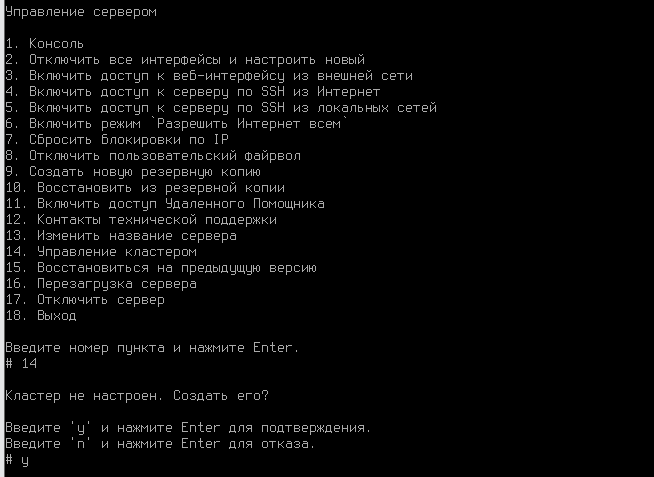 Управление сервером
1. Консоль
2. Отключить все интерфейсы и настроить новый
3. Включить доступ к веб-интерфейсу из внешней сети
4. Включить доступ к серверу по SSH из Интернет
5. Включить доступ к серверу по SSH из локальных сетей
6. Включить режим `Разрешить Интернет всем`
7. Сбросить блокировки по IP
8. Отключить пользовательский файрвол
9. Создать новую резервную копию
10. Восстановить из резервной копии
11. Включить доступ Удаленного Помощника
12. Контакты технической поддержки
13. Изменить название сервера
14. Управление кластером
15. Восстановиться на предыдущую версию
16. Перезагрузка сервера
17. Отключить сервер
18. Выход
Введите номер пункта и нажмите Enter.
# 14
Кластер не настроен. Создать его?
Введите 'y' и нажмите Enter для подтверждения.
Введите 'n' и нажмите Enter для отказа.
# y